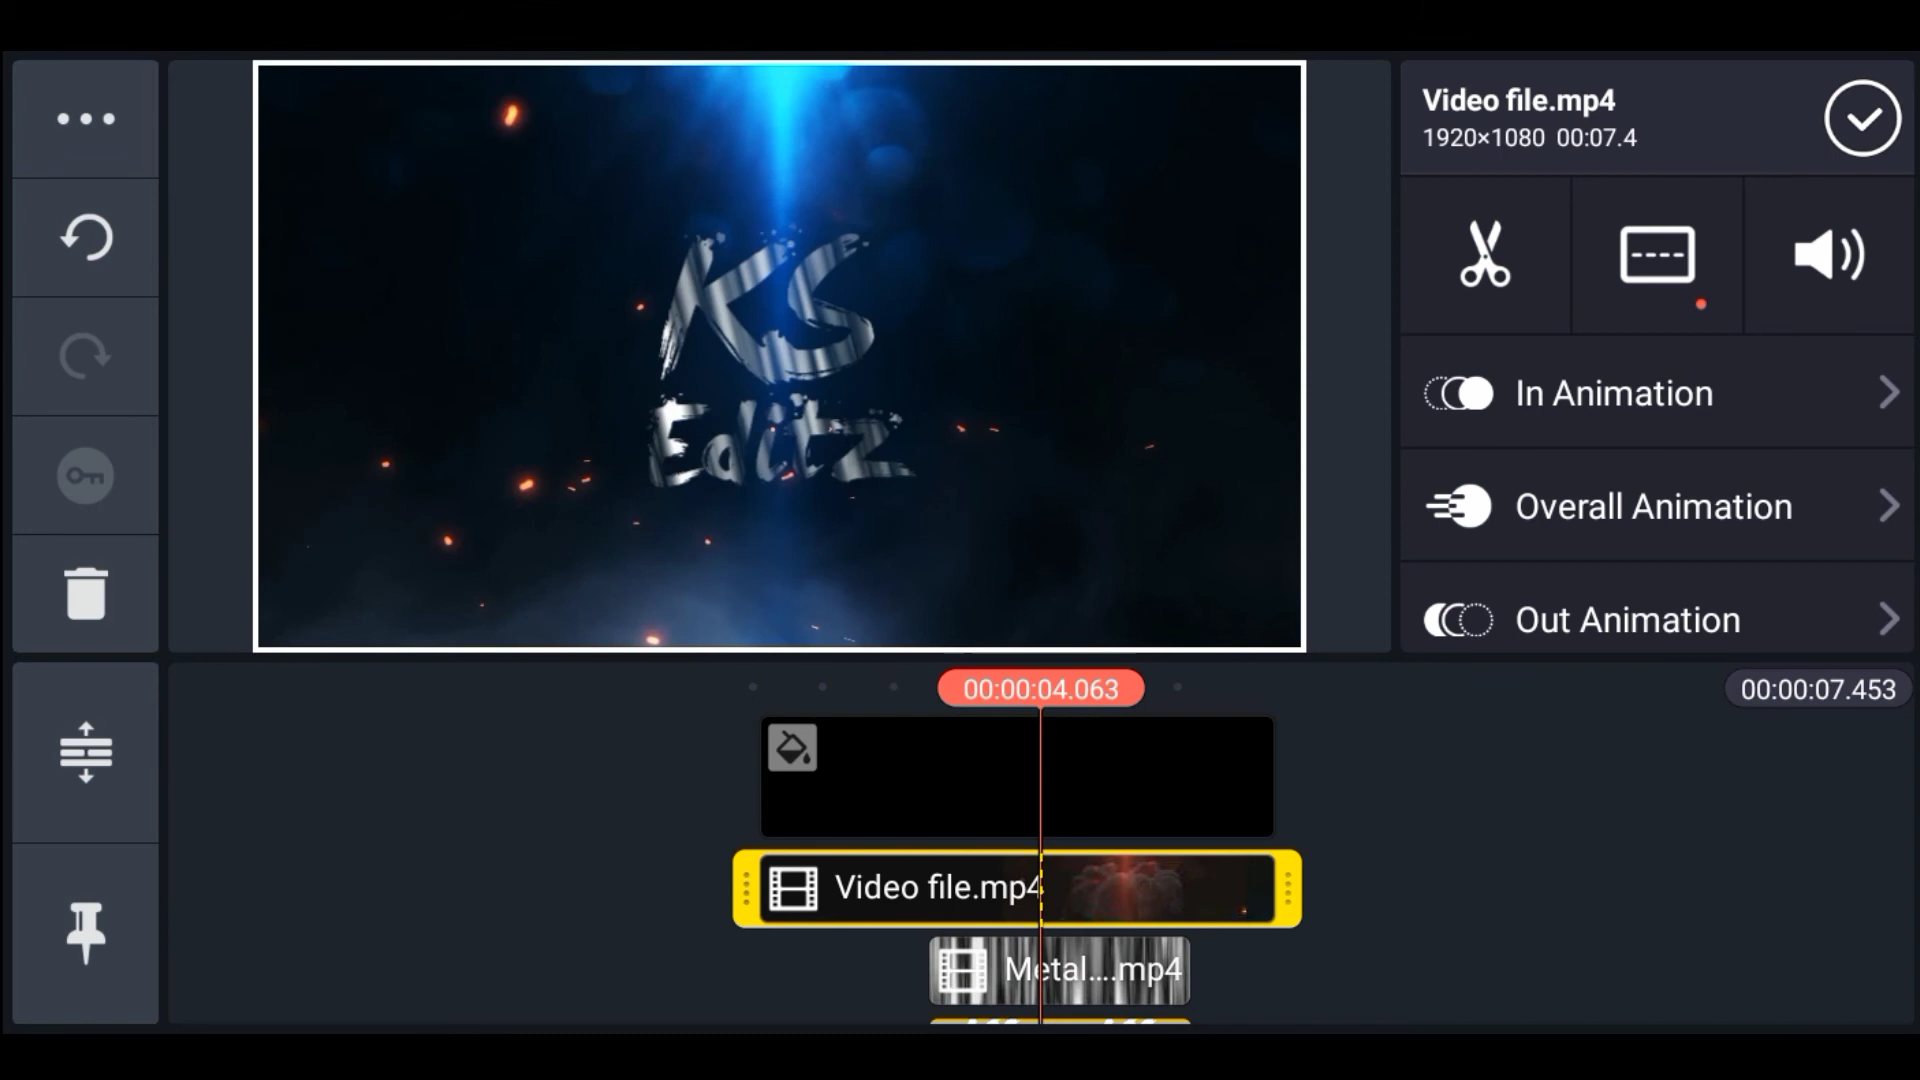 Video file.mp4
1920×1080 00:07.4
KS
Editz
In Animation
Overall Animation
Out Animation
00:00:04.063
00:00:07.453
Video file.mp4
Metal....mp4